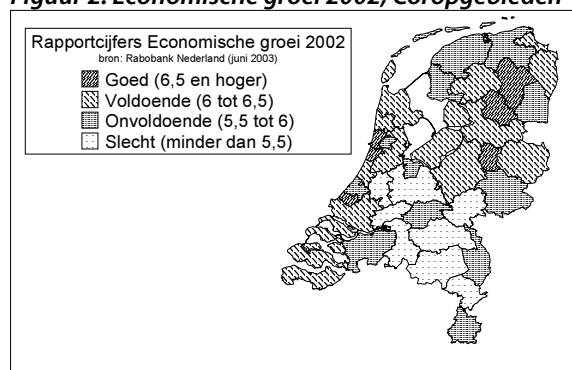 Figuur 2. Economische groei 2002, Coropgebieden
Rapportcijfers Economische groei 2002
bron: Rabobank Nederland (juni 2003)
Goed (6,5 en hoger)
Voldoende (6 tot 6,5)
Onvoldoende (5,5 tot 6)
Slecht (minder dan 5,5)